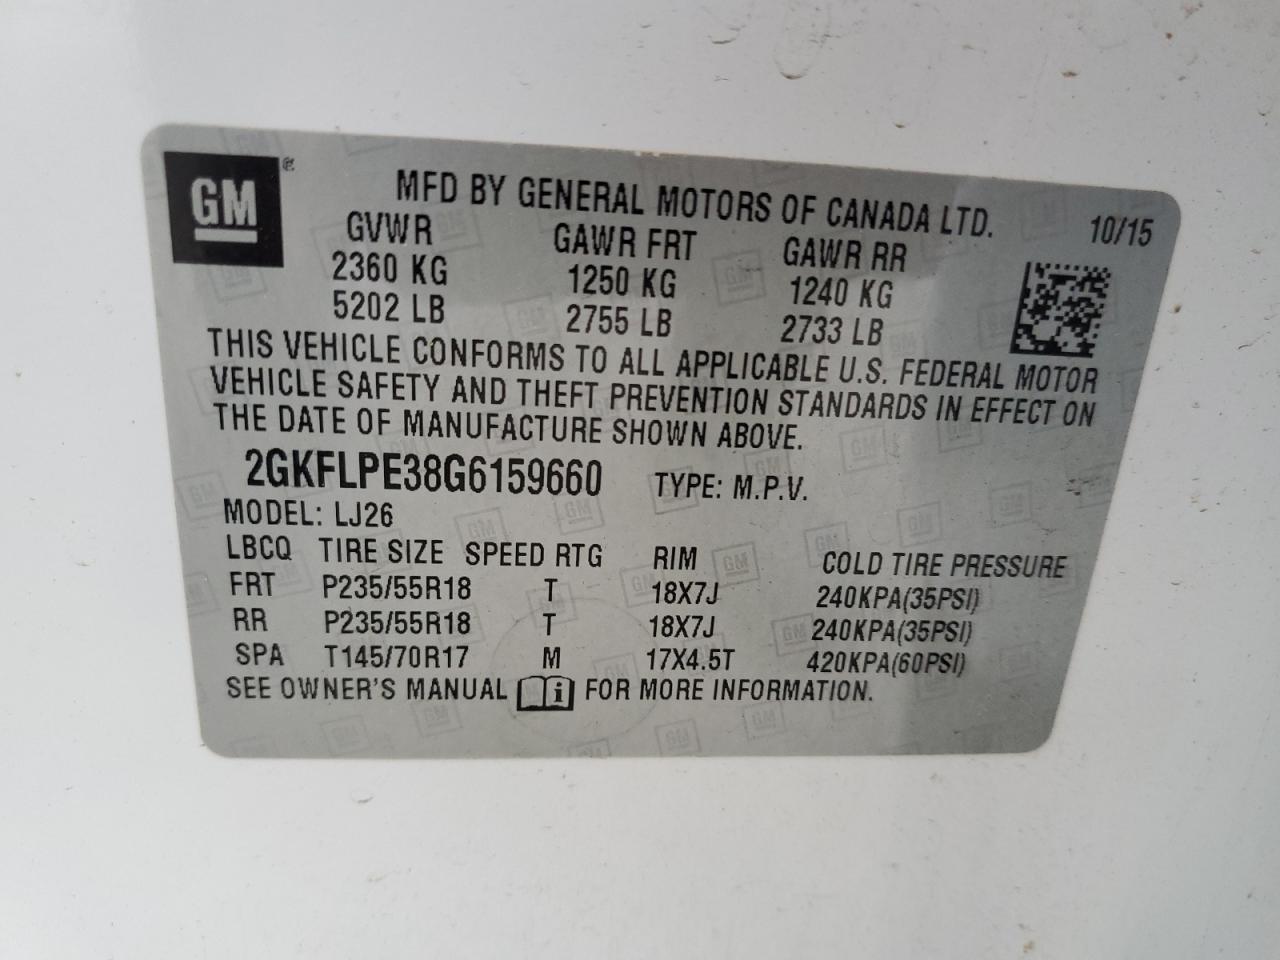 GM®
MFD BY GENERAL MOTORS OF CANADA LTD. 10/15
GVWR GAWR FRT GAWR RR
2360 KG 1250 KG 1240 KG
5202 LB 2755 LB 2733 LB
THIS VEHICLE CONFORMS TO ALL APPLICABLE U.S. FEDERAL MOTOR
VEHICLE SAFETY AND THEFT PREVENTION STANDARDS IN EFFECT ON
THE DATE OF MANUFACTURE SHOWN ABOVE.
2GKFLPE38G6159660 TYPE: M.P.V.
MODEL: LJ26
LBCQ TIRE SIZE SPEED RTG RIM COLD TIRE PRESSURE
FRT P235/55R18 T 18X7J 240KPA(35PSI)
RR P235/55R18 T 18X7J 240KPA(35PSI)
SPA T145/70R17 M 17X4.5T 420KPA(60PSI)
SEE OWNER'S MANUAL i FOR MORE INFORMATION.